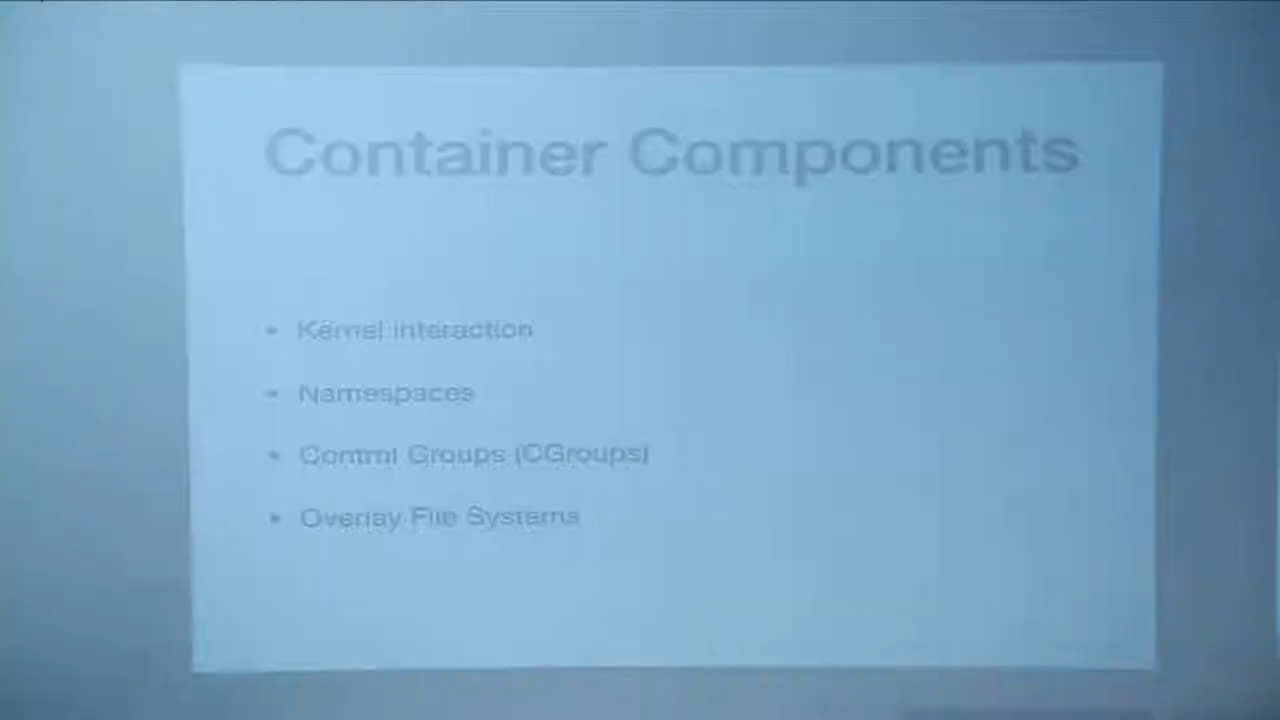 Container Components
• Kernel interaction
• Namespaces
• Control Groups (CGroups)
• Overlay File Systems